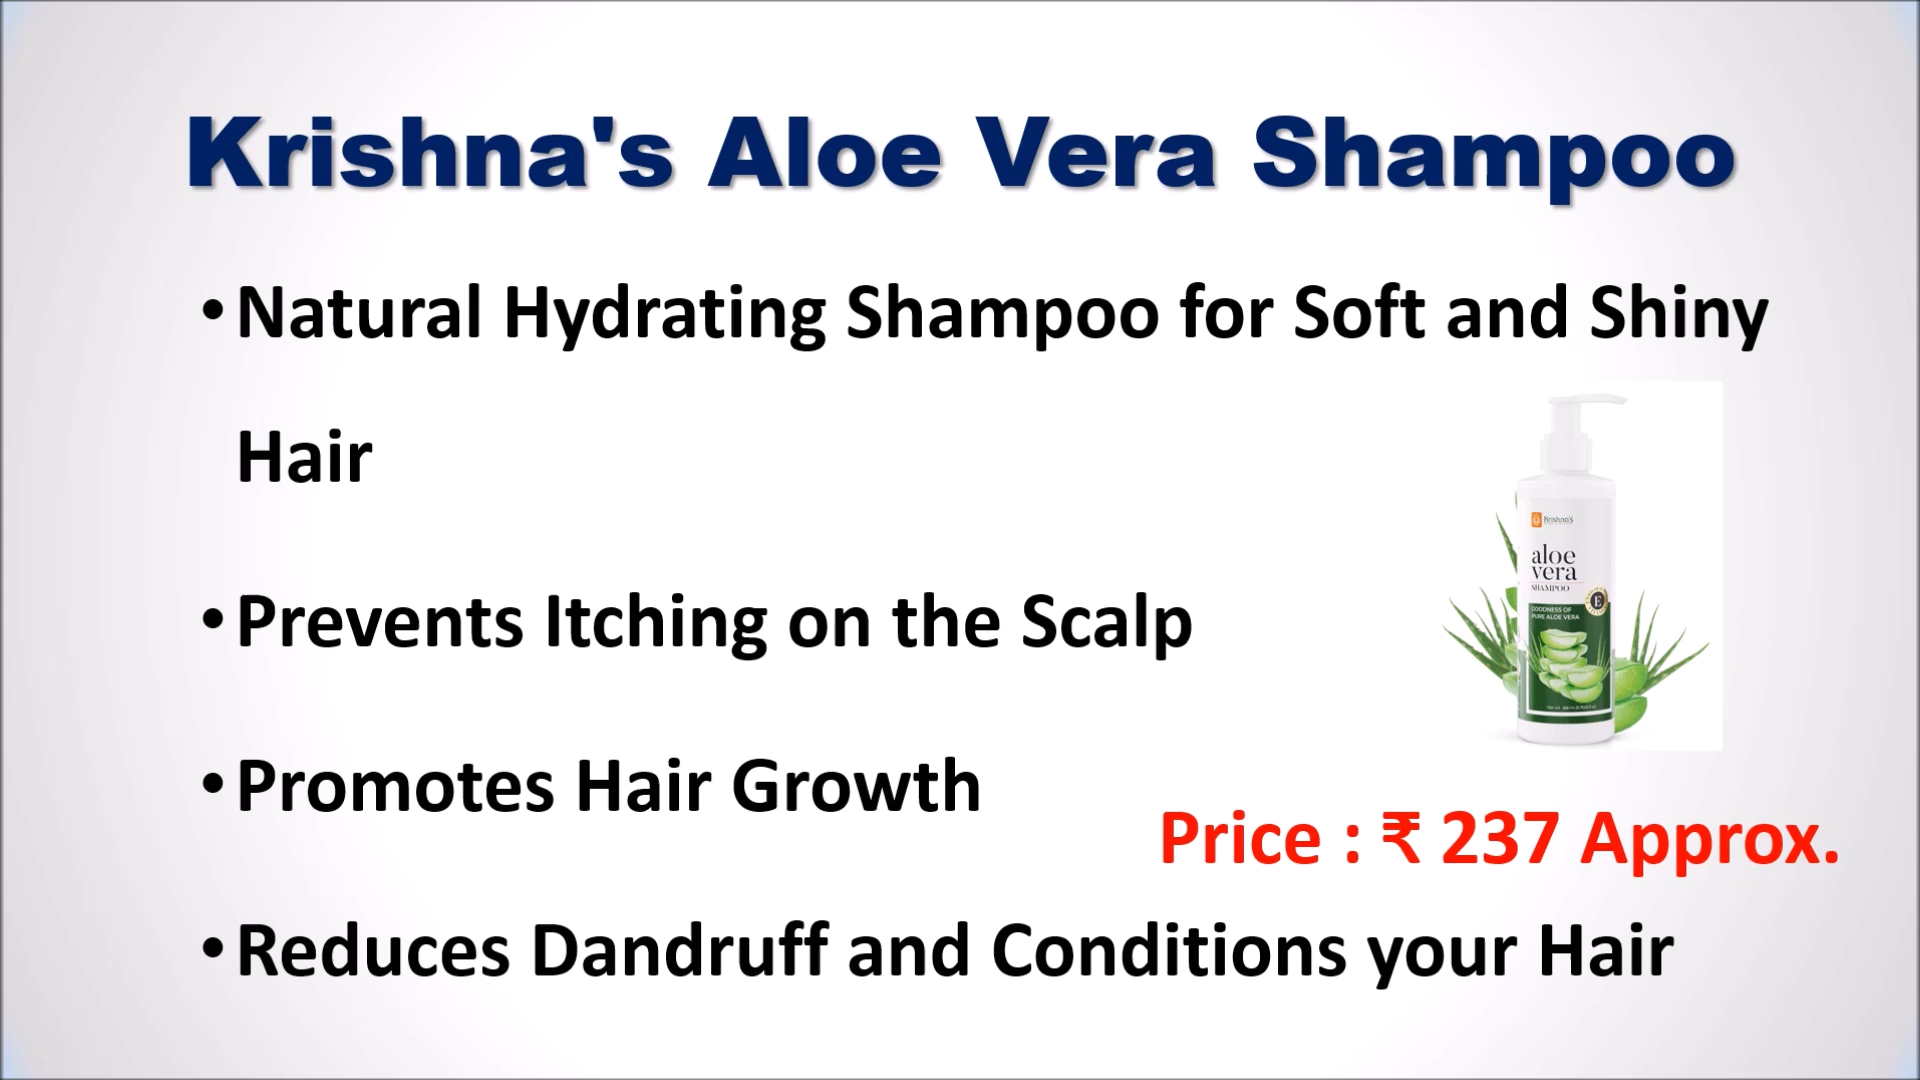 Krishna's Aloe Vera Shampoo
•Natural Hydrating Shampoo for Soft and Shiny
Hair
•Prevents Itching on the Scalp
•Promotes Hair Growth
•Reduces Dandruff and Conditions your Hair
Krishna's
aloe
vera
SHAMPOO
E
GOODNESS OF
PURE ALOE VERA
Price : ₹ 237 Approx.